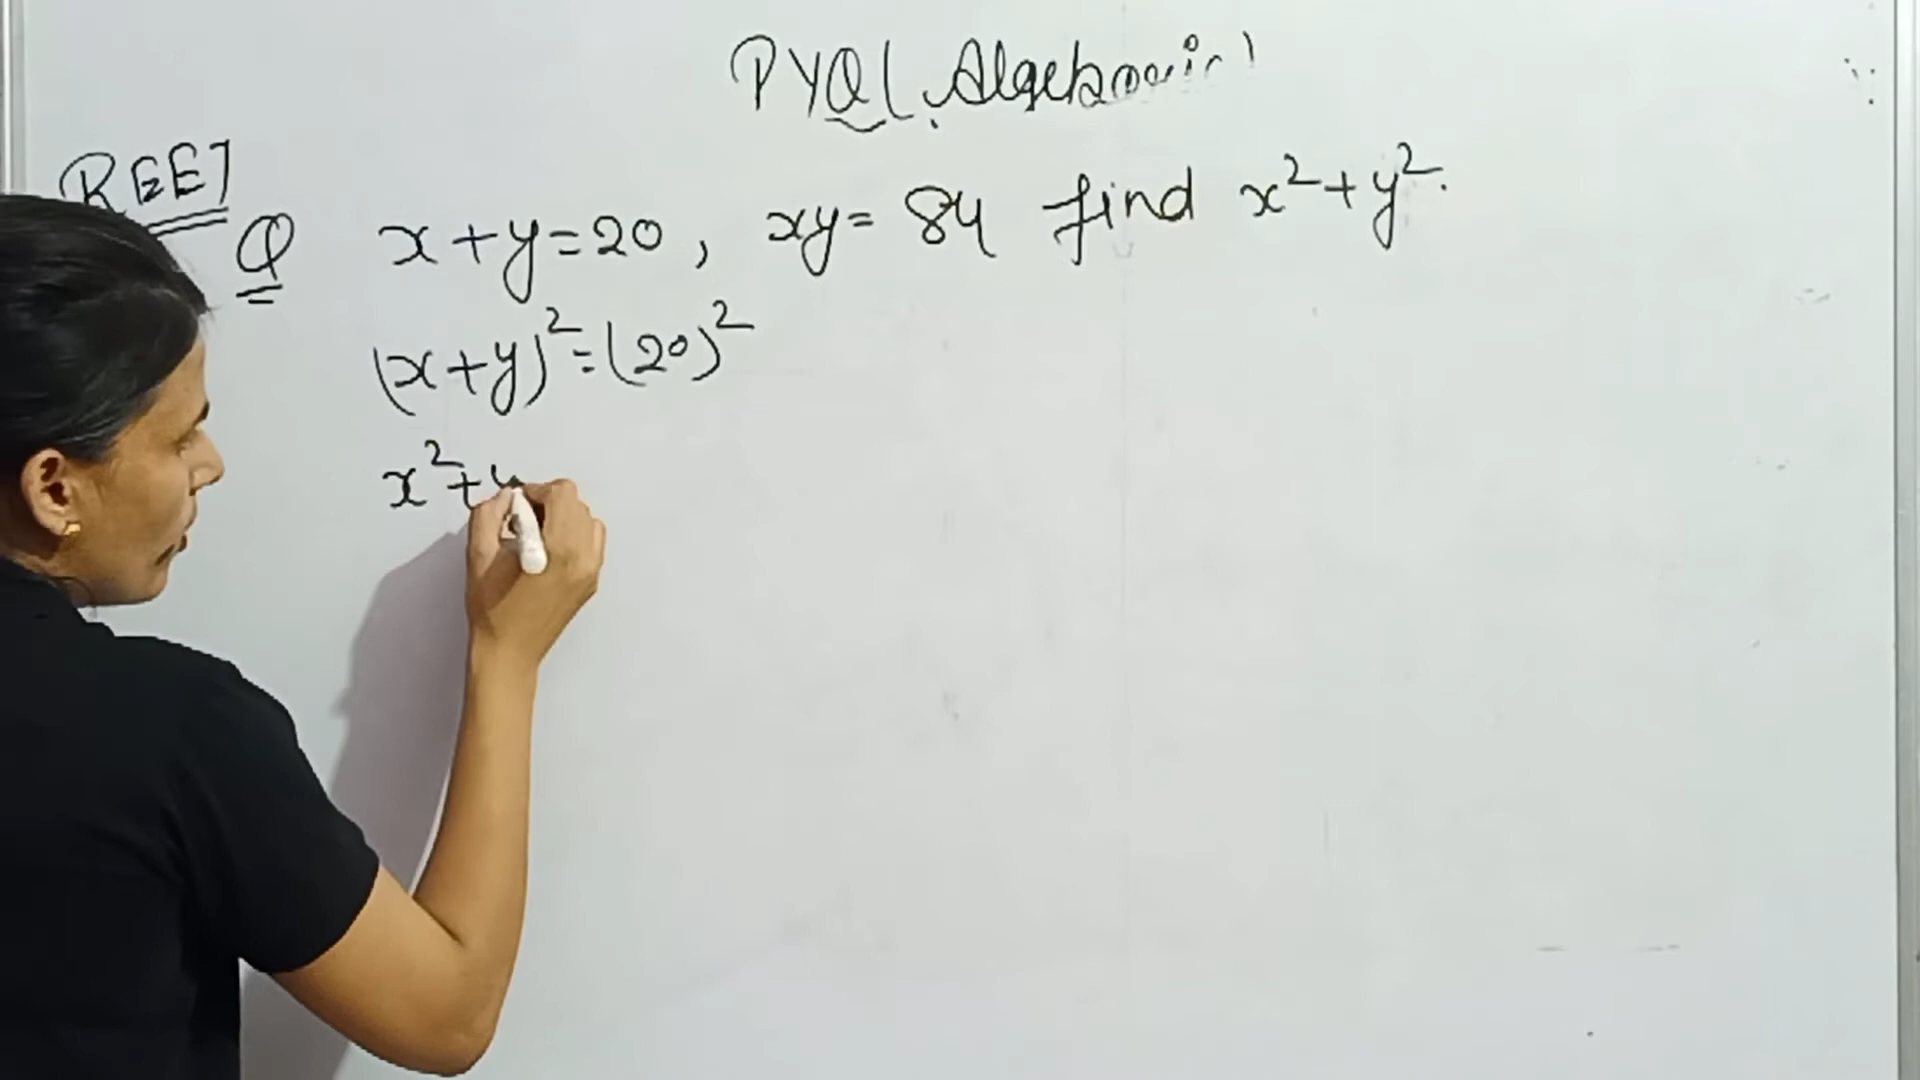 PYQ( Algebraic
REET
Q x+y=20, xy=84 find x²+y².
(x+y)²=(20)²
x²+y